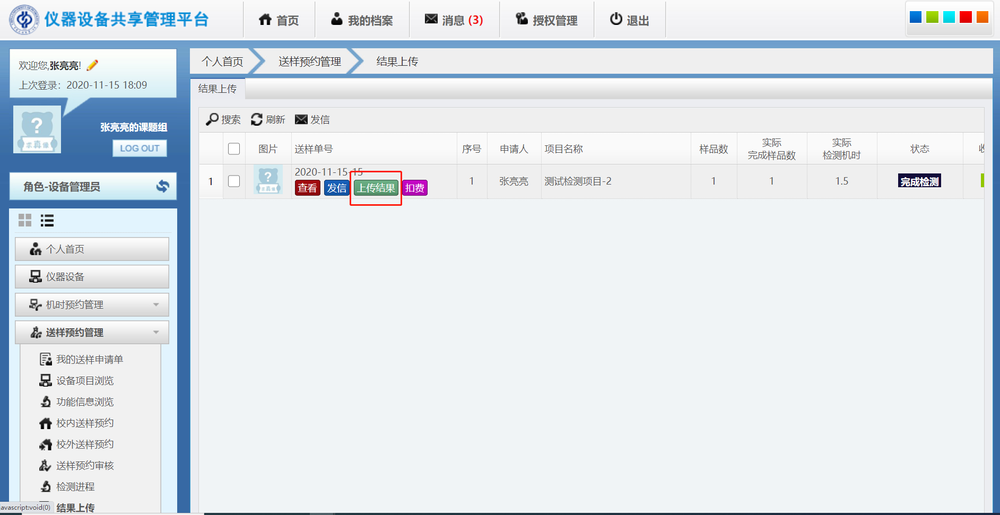 仪器设备共享管理平台
首页
我的档案
消息 (3)
授权管理
退出
欢迎您,张亮亮!
上次登录：2020-11-15 18:09
求真像
张亮亮的课题组
LOG OUT
角色-设备管理员
个人首页
仪器设备
机时预约管理
送样预约管理
我的送样申请单
设备项目浏览
功能信息浏览
校内送样预约
校外送样预约
送样预约审核
检测进程
结果上传
javascript:void(0)
个人首页
送样预约管理
结果上传
结果上传
搜索
刷新
发信
图片
送样单号
序号
申请人
项目名称
样品数
实际
完成样品数
实际
检测机时
状态
1
求真像
2020-11-15-15
查看
发信
上传结果
扣费
1
张亮亮
测试检测项目-2
1
1
1.5
完成检测